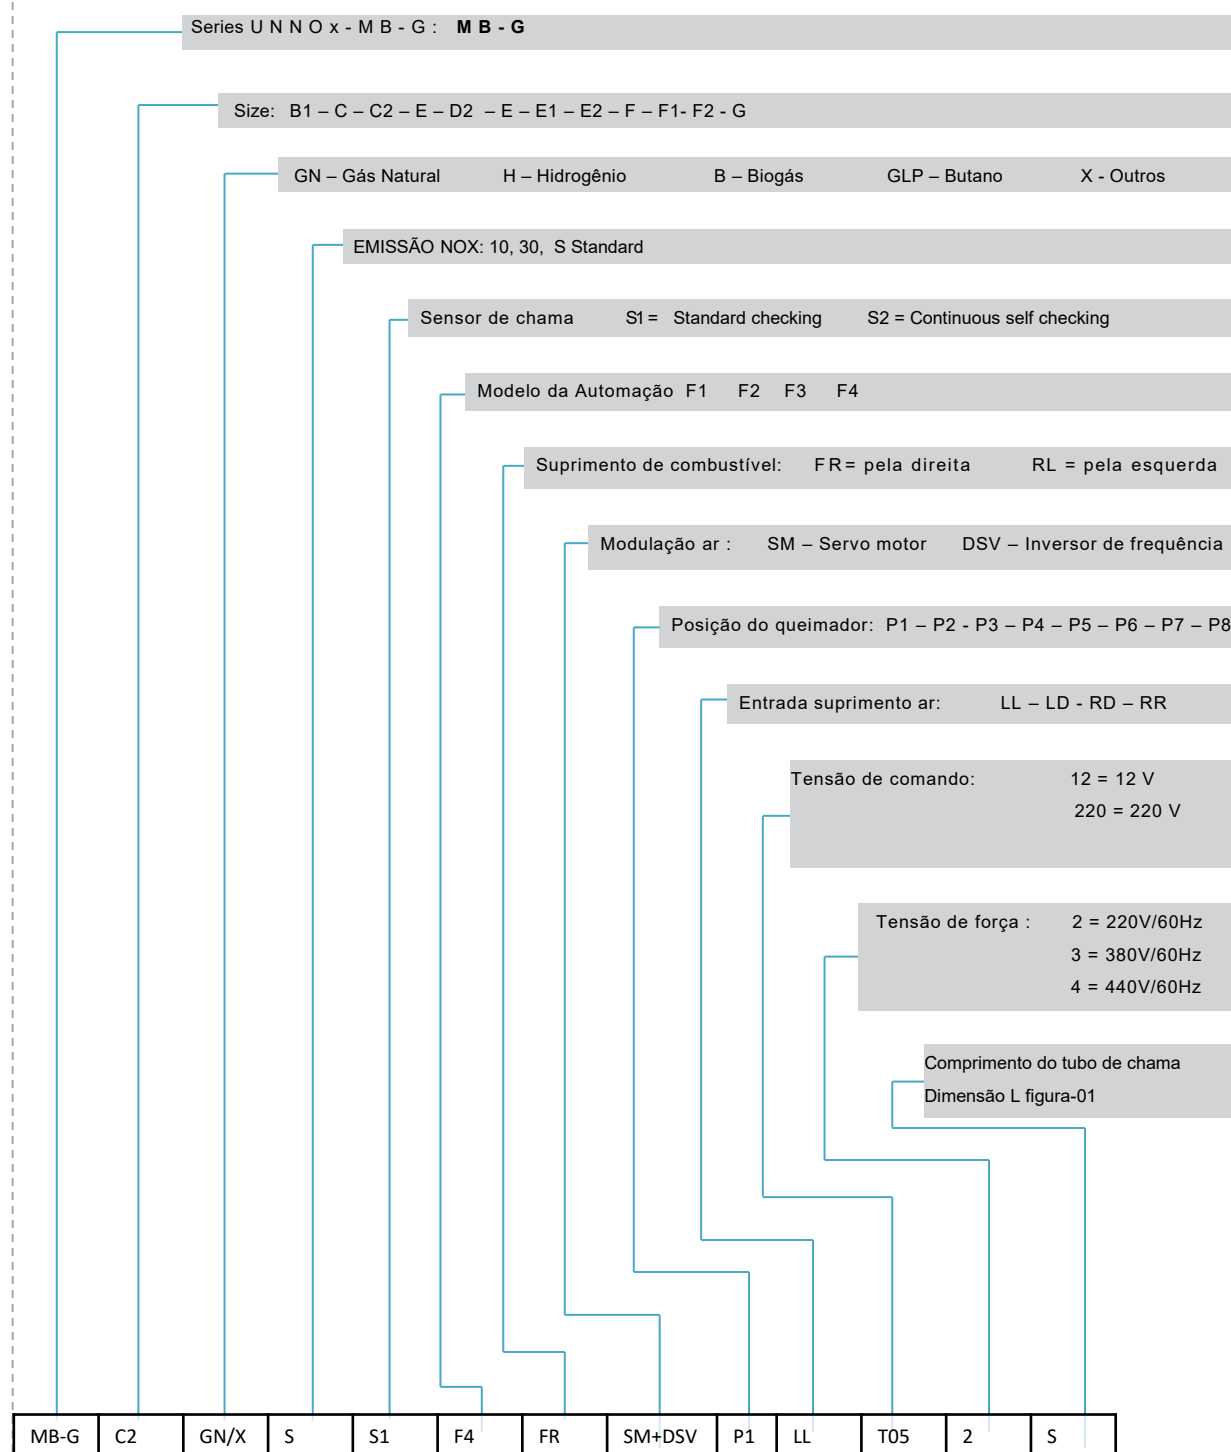 Series U N N O x - M B - G : M B - G
Size: B1 – C – C2 – E – D2 – E – E1 – E2 – F – F1- F2 - G
GN – Gás Natural H – Hidrogênio B – Biogás GLP – Butano X - Outros
EMISSÃO NOX: 10, 30, S Standard
Sensor de chama S1 = Standard checking S2 = Continuous self checking
Modelo da Automação F1 F2 F3 F4
Suprimento de combustível: FR= pela direita RL = pela esquerda
Modulação ar : SM – Servo motor DSV – Inversor de frequência
Posição do queimador: P1 – P2 - P3 – P4 – P5 – P6 – P7 – P8
Entrada suprimento ar: LL – LD - RD – RR
Tensão de comando: 12 = 12 V
220 = 220 V
Tensão de força : 2 = 220V/60Hz
3 = 380V/60Hz
4 = 440V/60Hz
Comprimento do tubo de chama
Dimensão L figura-01
MB-G C2 GN/X S S1 F4 FR SM+DSV P1 LL T05 2 S